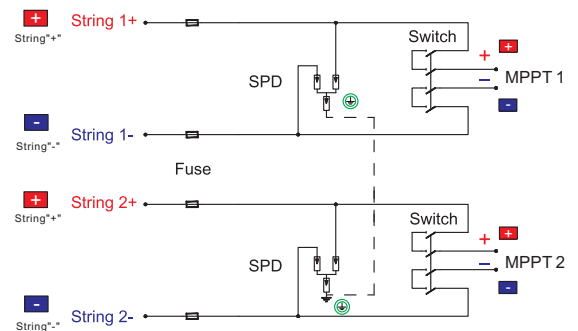 + String 1+
String"+"
Switch
+ +
SPD
− MPPT 1
-
- String 1-
String"-"
Fuse
+ String 2+
String"+"
Switch
+ +
SPD
− MPPT 2
-
- String 2-
String"-"